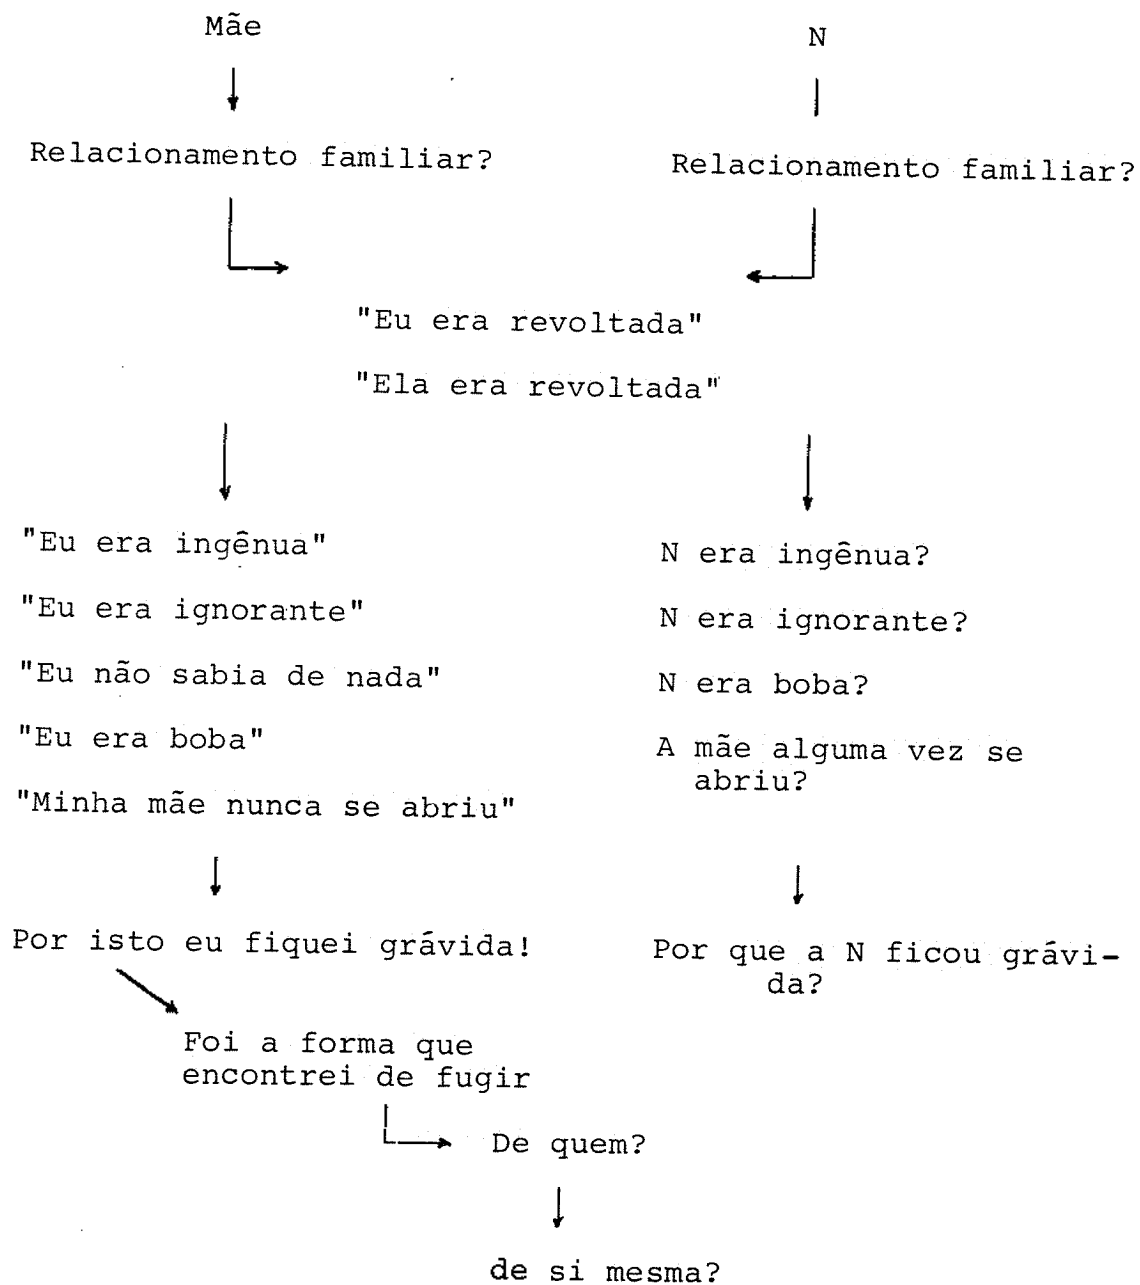 Mãe
N
Relacionamento familiar?
Relacionamento familiar?
"Eu era revoltada"
"Ela era revoltada"
"Eu era ingênua"
"Eu era ignorante"
"Eu não sabia de nada"
"Eu era boba"
"Minha mãe nunca se abriu"
N era ingênua?
N era ignorante?
N era boba?
A mãe alguma vez se
abriu?
Por isto eu fiquei grávida!
Por que a N ficou grávi-
da?
Foi a forma que
encontrei de fugir
De quem?
de si mesma?